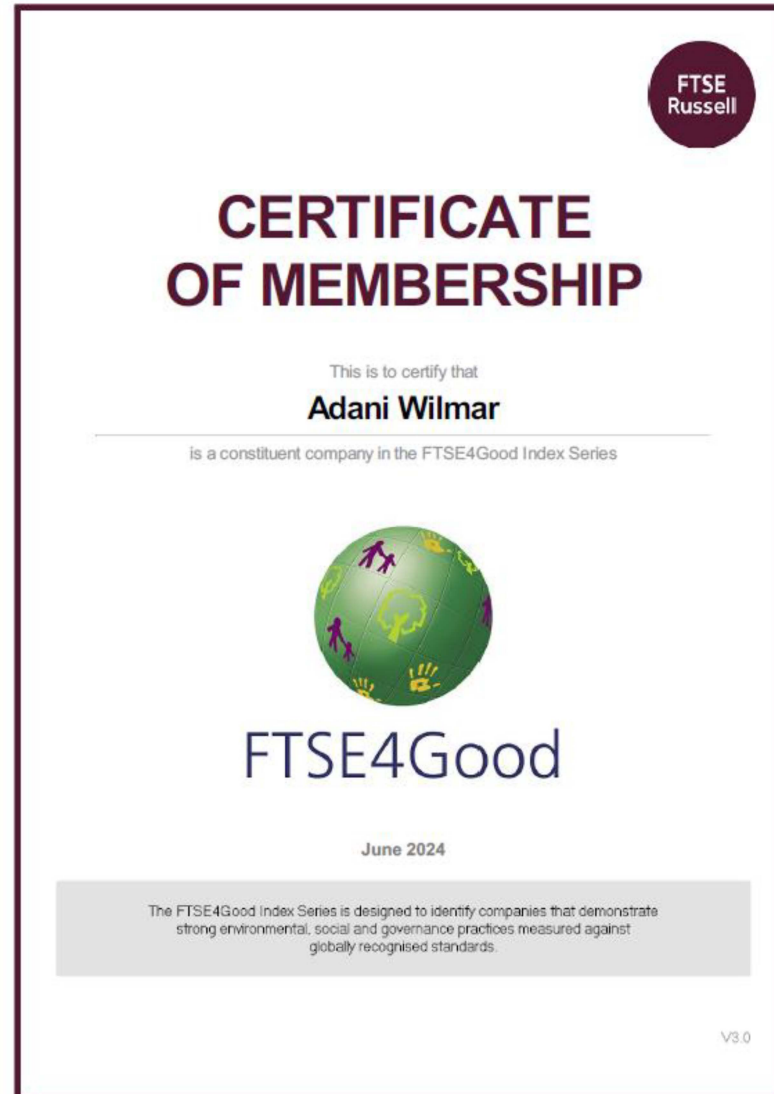 FTSE
Russell
CERTIFICATE
OF MEMBERSHIP
This is to certify that
Adani Wilmar
is a constituent company in the FTSE4Good Index Series
FTSE4Good
June 2024
The FTSE4Good Index Series is designed to identify companies that demonstrate
strong environmental, social and governance practices measured against
globally recognised standards.
V3.0